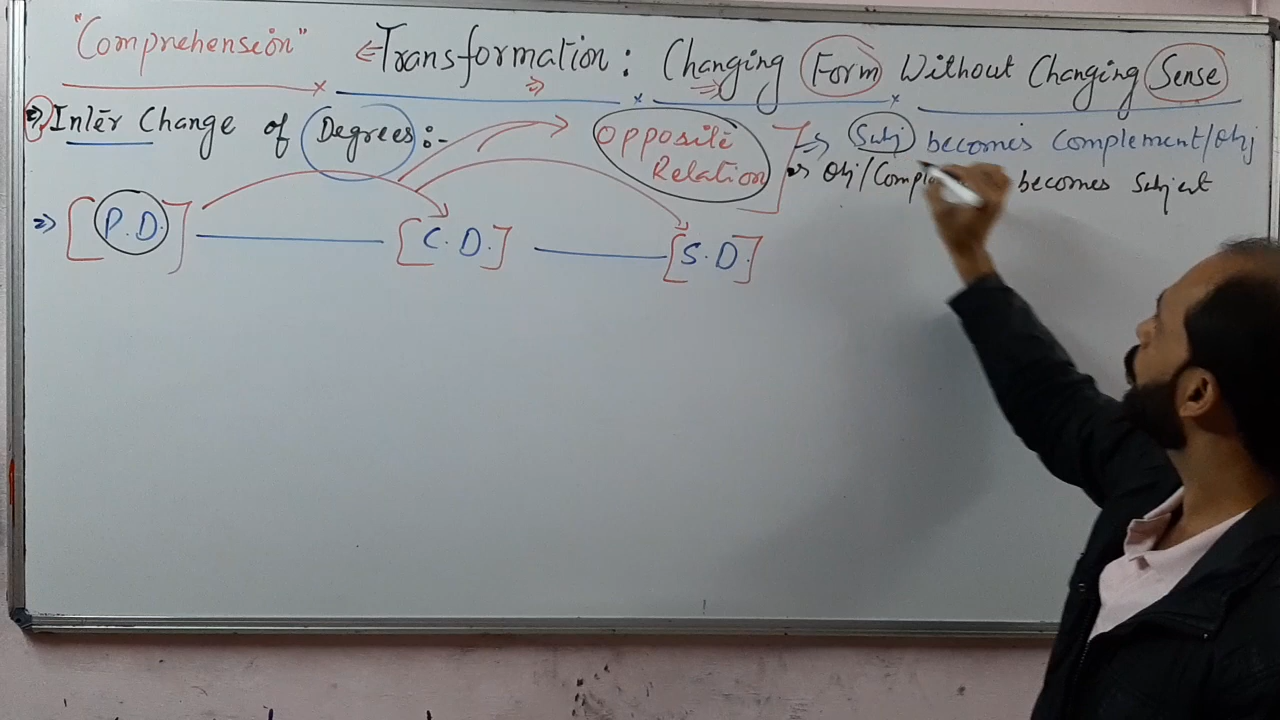 "Comprehension" Transformation : Changing Form Without Changing Sense
Inter Change of Degrees :-
Opposite
Relation
Subj becomes Complement/Obj
Obj/ becomes Subject
[P.D.] [C.D.] [S.D.]